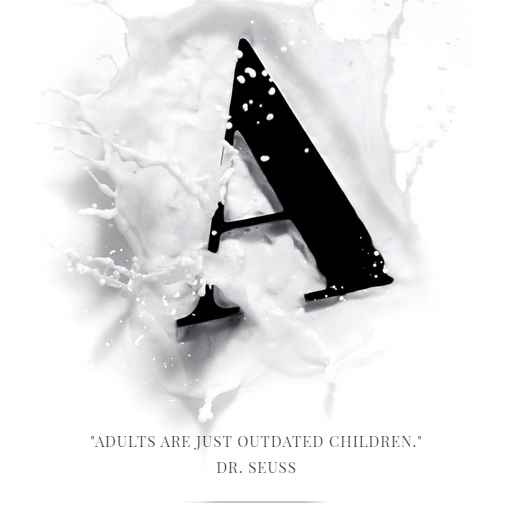 A
"ADULTS ARE JUST OUTDATED CHILDREN."
DR. SEUSS